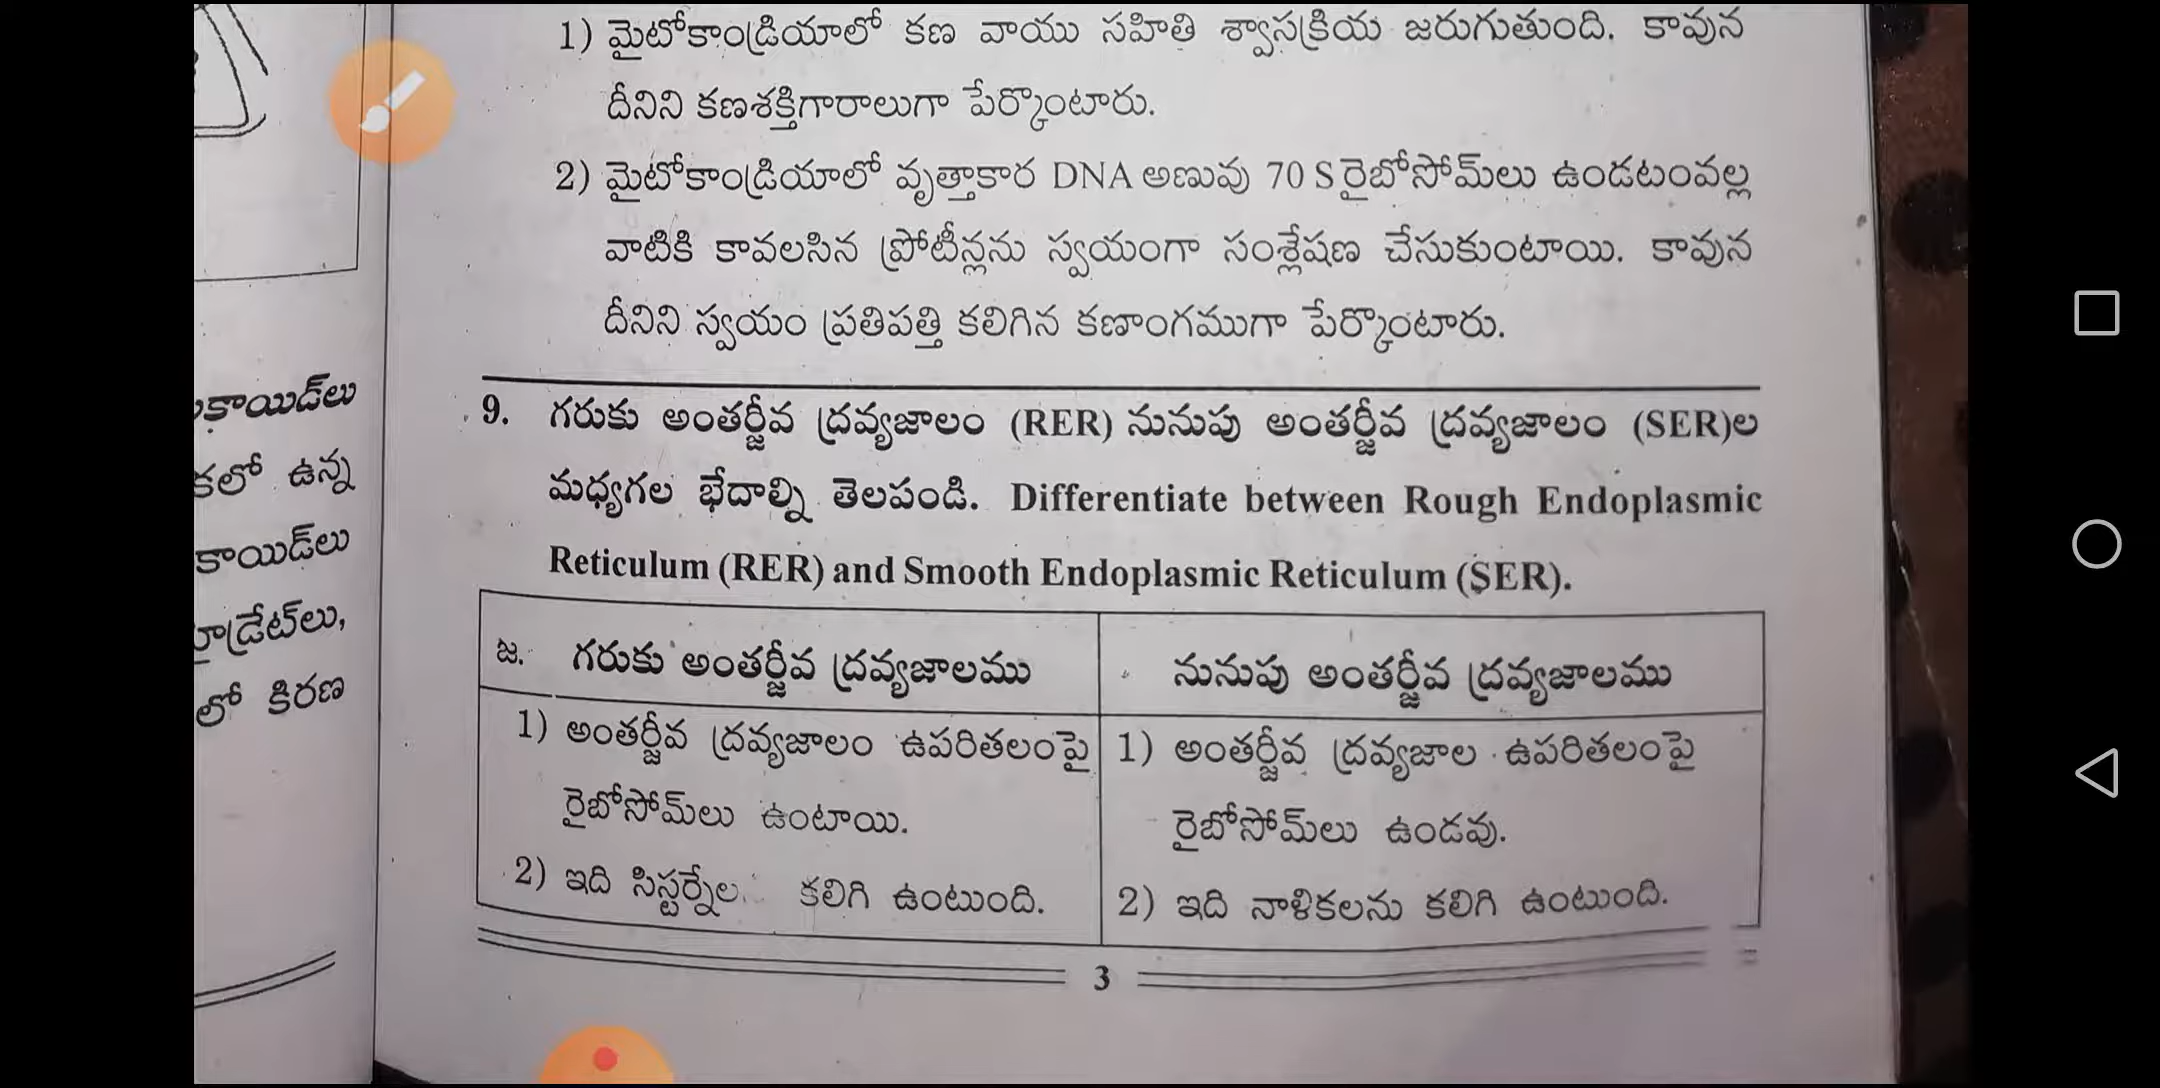 1) మైటోకాండ్రియాలో కణ వాయు సహితి శ్వాసక్రియ జరుగుతుంది. కావున
దీనిని కణశక్తిగారాలుగా పేర్కొంటారు.
2) మైటోకాండ్రియాలో వృత్తాకార DNA అణువు 70 S రైబోసోమ్‌లు ఉండటంవల్ల
వాటికి కావలసిన ప్రోటీన్లను స్వయంగా సంశ్లేషణ చేసుకుంటాయి. కావున
దీనిని స్వయం ప్రతిపత్తి కలిగిన కణాంగముగా పేర్కొంటారు.
కాయిడ్‌లు
కలో ఉన్న
కాయిడ్‌లు
హైడ్రేట్‌లు,
లో కిరణ
9. గరుకు అంతర్జీవ ద్రవ్యజాలం (RER) నునుపు అంతర్జీవ ద్రవ్యజాలం (SER)ల
మధ్యగల భేదాల్ని తెలపండి. Differentiate between Rough Endoplasmic
Reticulum (RER) and Smooth Endoplasmic Reticulum (SER).
జ. గరుకు అంతర్జీవ ద్రవ్యజాలము
1) అంతర్జీవ ద్రవ్యజాలం ఉపరితలంపై
రైబోసోమ్‌లు ఉంటాయి.
2) ఇది సిస్టర్నేల కలిగి ఉంటుంది.
నునుపు అంతర్జీవ ద్రవ్యజాలము
1) అంతర్జీవ ద్రవ్యజాల ఉపరితలంపై
రైబోసోమ్‌లు ఉండవు.
2) ఇది నాళికలను కలిగి ఉంటుంది.
3